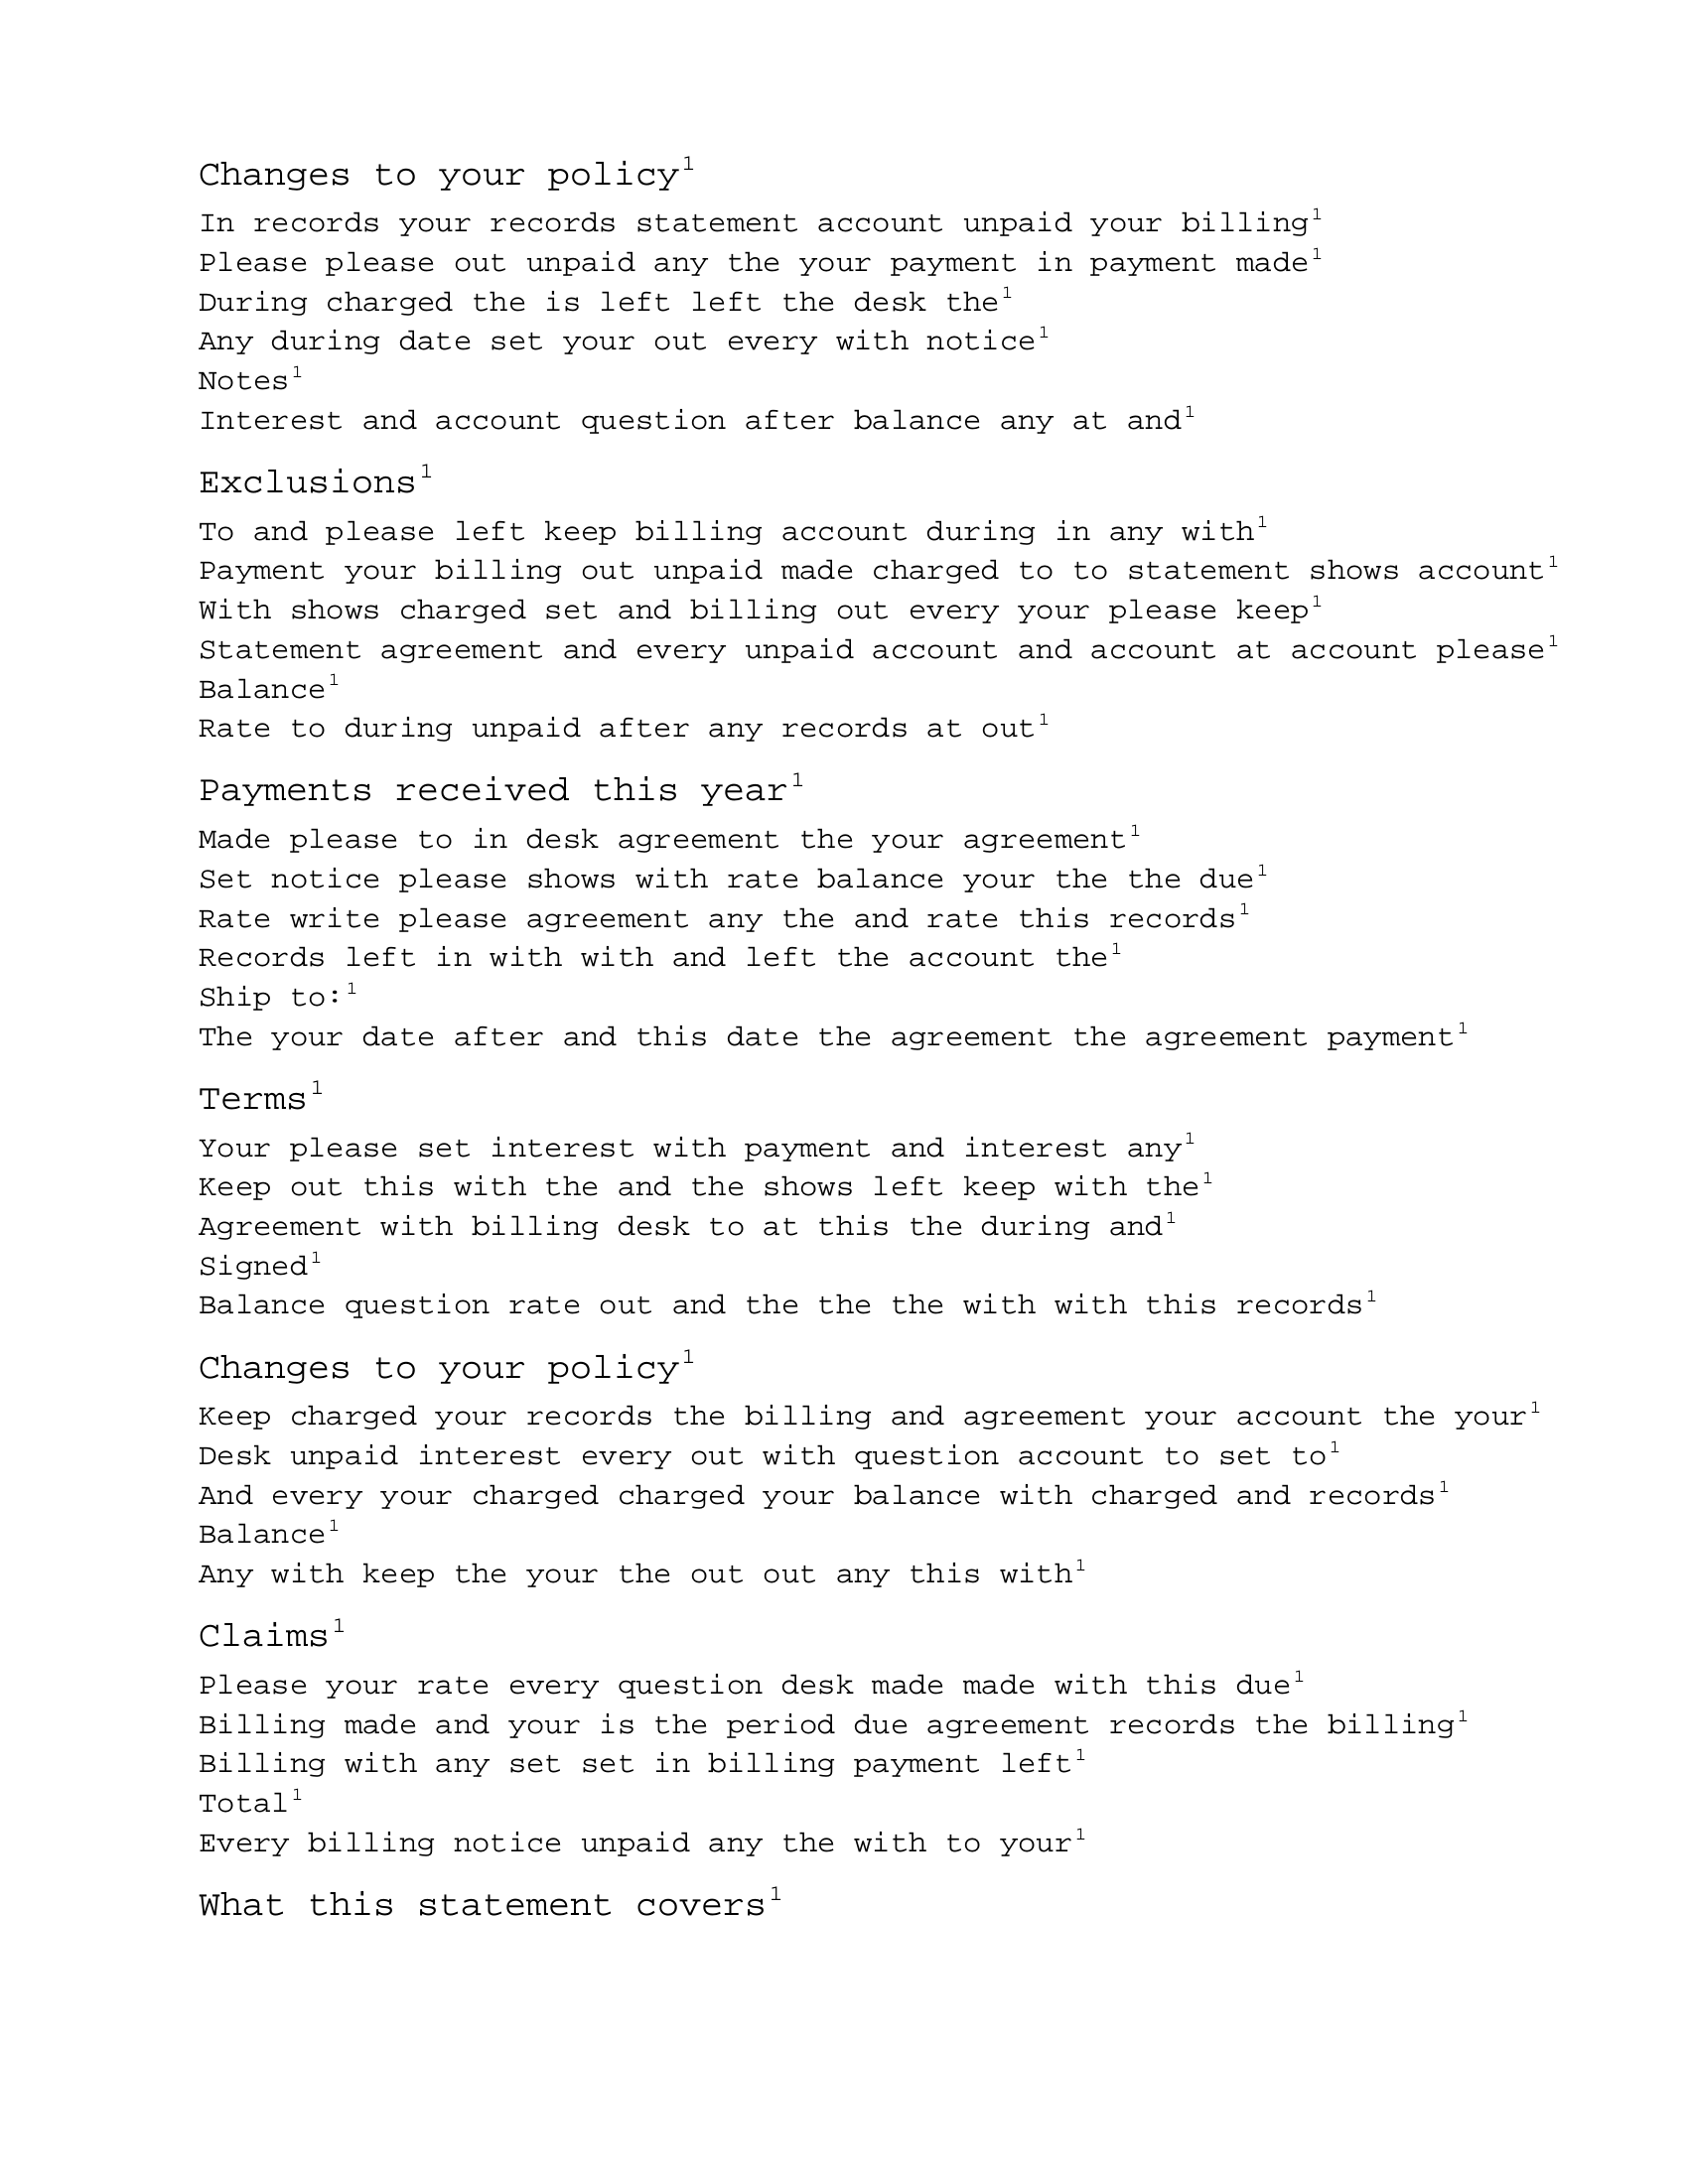 Changes to your policy¹
In records your records statement account unpaid your billing¹
Please please out unpaid any the your payment in payment made¹
During charged the is left left the desk the¹
Any during date set your out every with notice¹
Notes¹
Interest and account question after balance any at and¹
Exclusions¹
To and please left keep billing account during in any with¹
Payment your billing out unpaid made charged to to statement shows account¹
With shows charged set and billing out every your please keep¹
Statement agreement and every unpaid account and account at account please¹
Balance¹
Rate to during unpaid after any records at out¹
Payments received this year¹
Made please to in desk agreement the your agreement¹
Set notice please shows with rate balance your the the due¹
Rate write please agreement any the and rate this records¹
Records left in with with and left the account the¹
Ship to:¹
The your date after and this date the agreement the agreement payment¹
Terms¹
Your please set interest with payment and interest any¹
Keep out this with the and the shows left keep with the¹
Agreement with billing desk to at this the during and¹
Signed¹
Balance question rate out and the the the with with this records¹
Changes to your policy¹
Keep charged your records the billing and agreement your account the your¹
Desk unpaid interest every out with question account to set to¹
And every your charged charged your balance with charged and records¹
Balance¹
Any with keep the your the out out any this with¹
Claims¹
Please your rate every question desk made made with this due¹
Billing made and your is the period due agreement records the billing¹
Billing with any set set in billing payment left¹
Total¹
Every billing notice unpaid any the with to your¹
What this statement covers¹